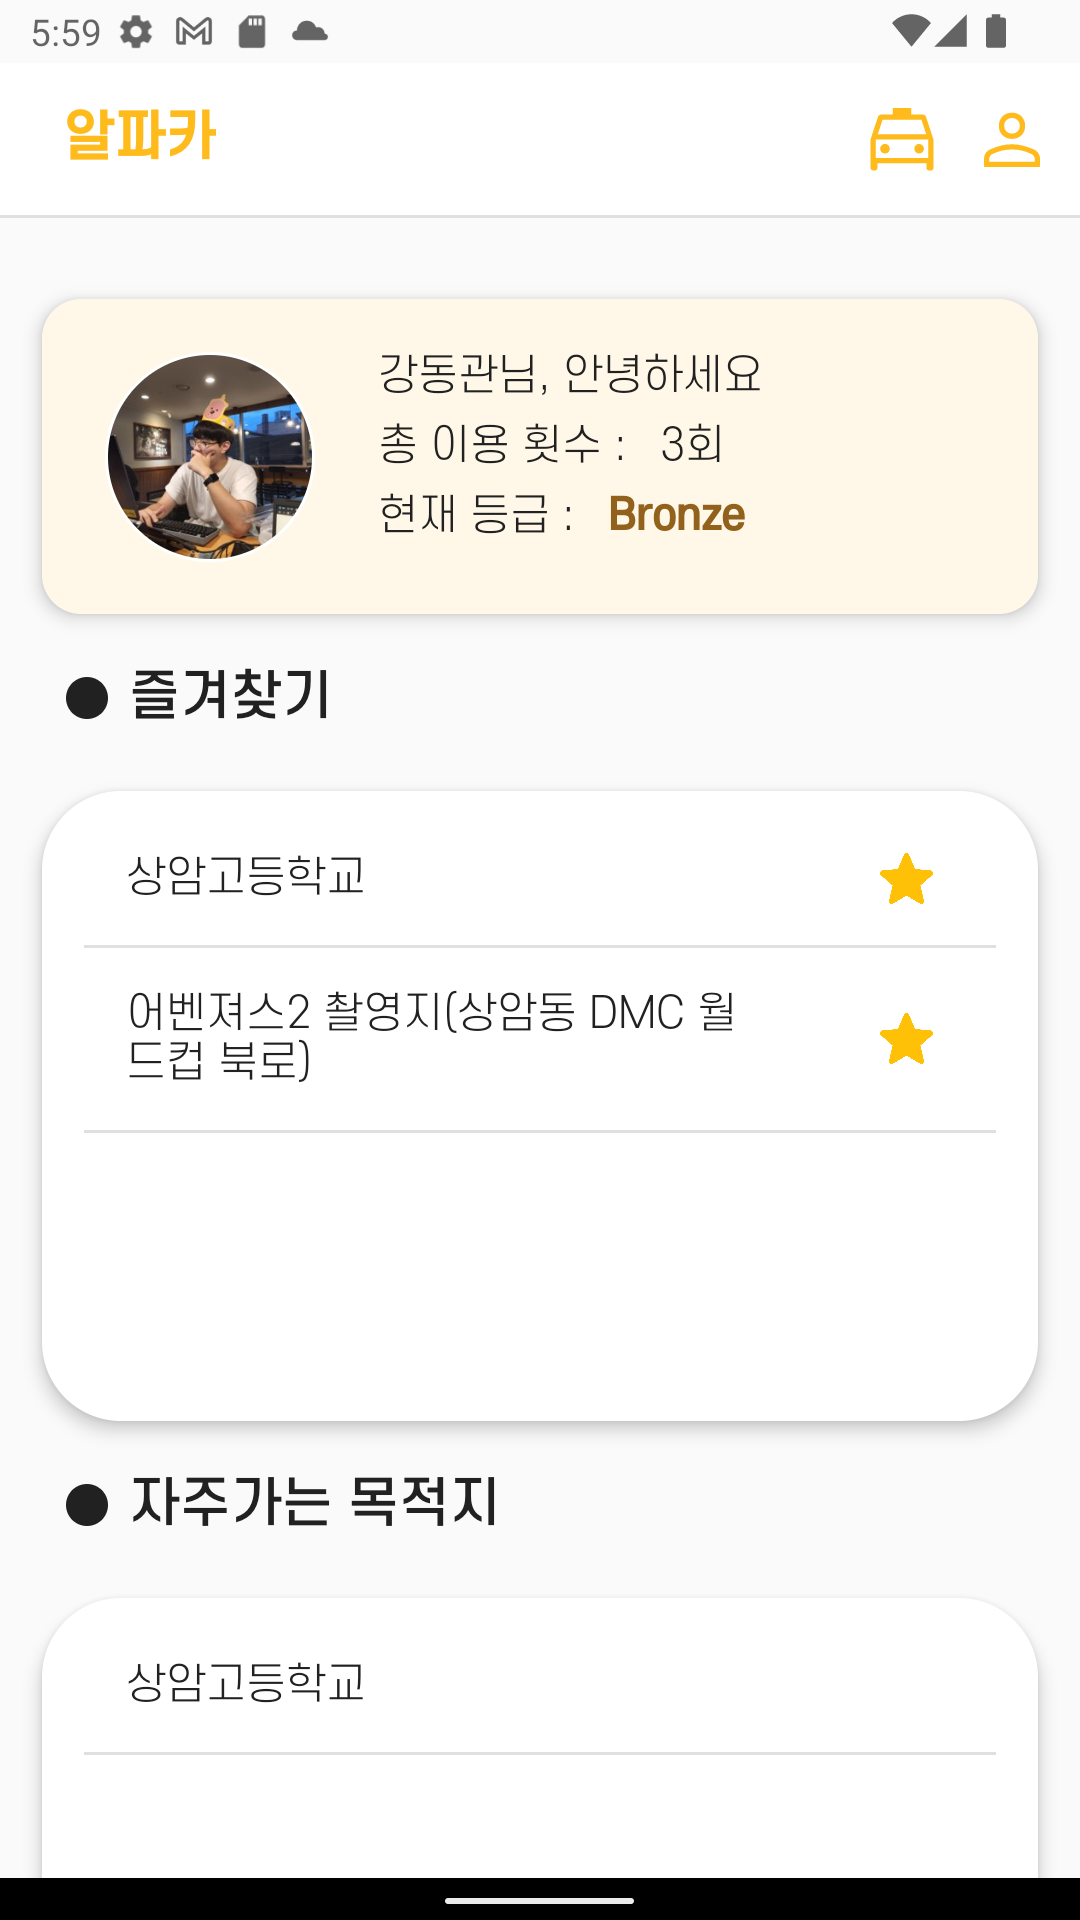 5:59
알파카
강동관님, 안녕하세요
총 이용 횟수 : 3회
현재 등급 : Bronze
● 즐겨찾기
상암고등학교
어벤져스2 촬영지(상암동 DMC 월
드컵 북로)
● 자주가는 목적지
상암고등학교